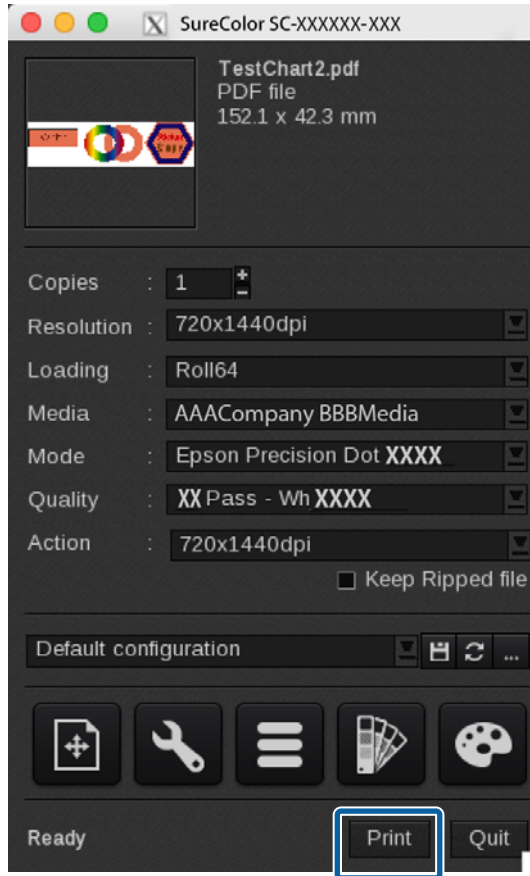 SureColor SC-XXXXXX-XXX
TestChart2.pdf
PDF file
152.1 x 42.3 mm
Copies : 1
Resolution : 720x1440dpi
Loading : Roll64
Media : AAACompany BBBMedia
Mode : Epson Precision Dot XXXX
Quality : XX Pass - Wh XXXX
Action : 720x1440dpi
Keep Ripped file
Default configuration ...
Ready Print Quit